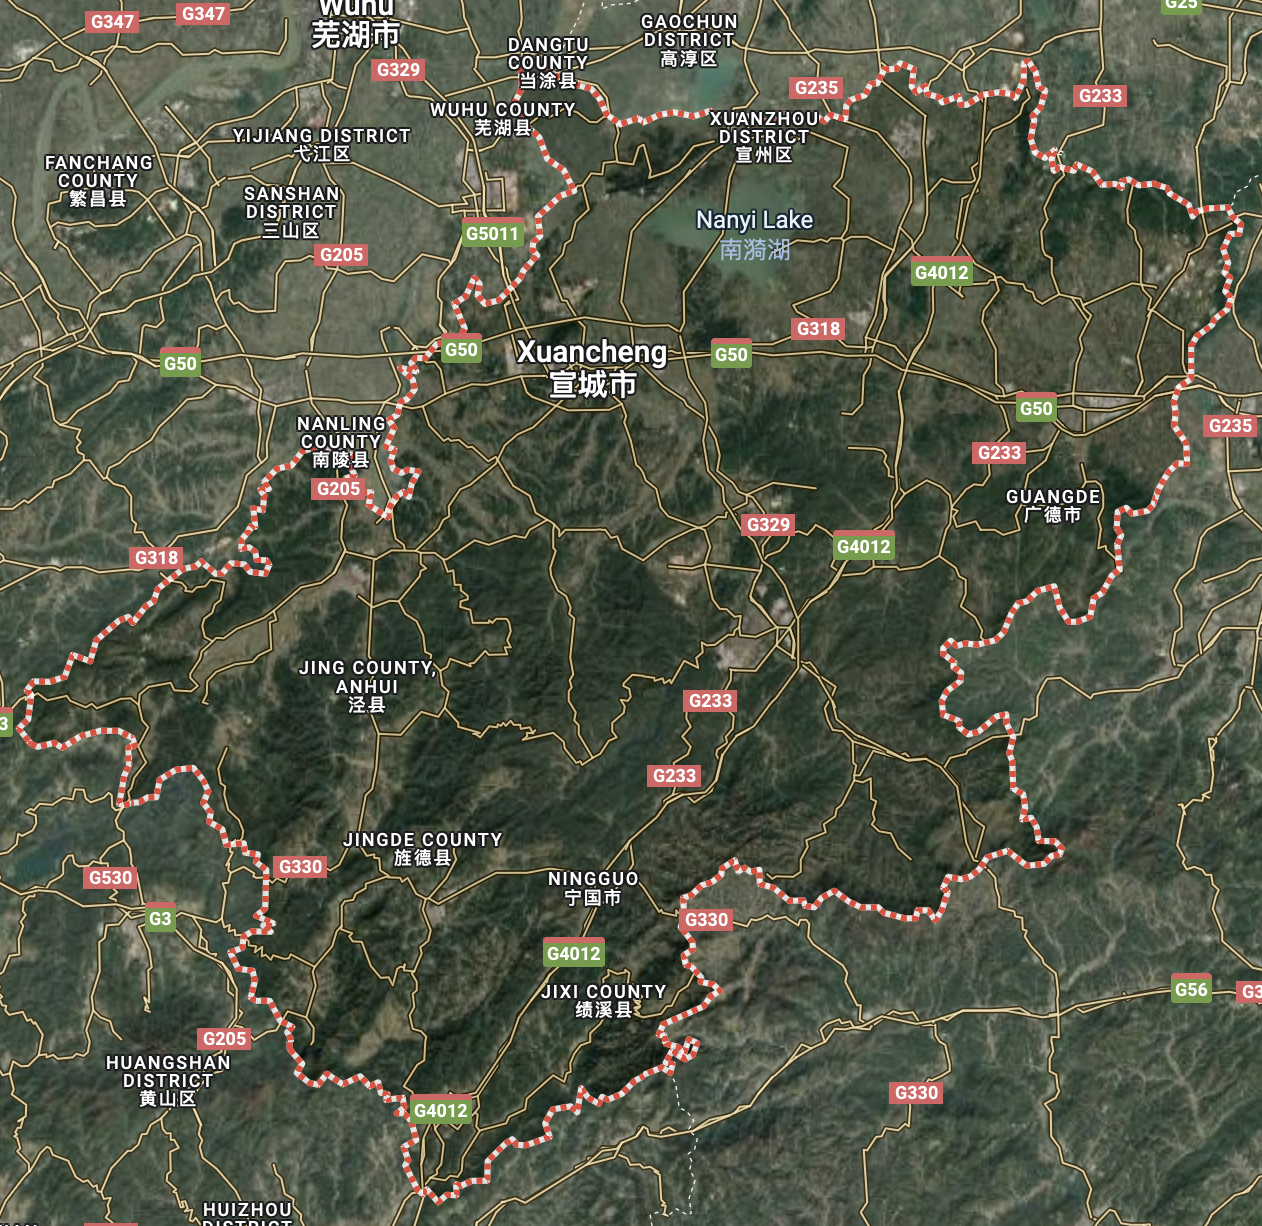 Wuhu
芜湖市
G347
G347
G25
GAOCHUN
DISTRICT
高淳区
DANGTU
COUNTY
当涂县
G329
G235
G233
WUHU COUNTY
芜湖县
XUANZHOU
DISTRICT
宣州区
YIJIANG DISTRICT
弋江区
FANCHANG
COUNTY
繁昌县
SANSHAN
DISTRICT
三山区
G205
G5011
Nanyi Lake
南漪湖
G4012
G318
G50
G50
G50
Xuancheng
宣城市
G50
G235
NANLING
COUNTY
南陵县
G205
G233
GUANGDE
广德市
G329
G4012
G318
JING COUNTY,
ANHUI
泾县
G233
3
G233
JINGDE COUNTY
旌德县
G330
G530
NINGGUO
宁国市
G3
G330
G4012
JIXI COUNTY
绩溪县
G56
G3
G205
HUANGSHAN
DISTRICT
黄山区
G4012
G330
HUIZHOU
DISTRICT